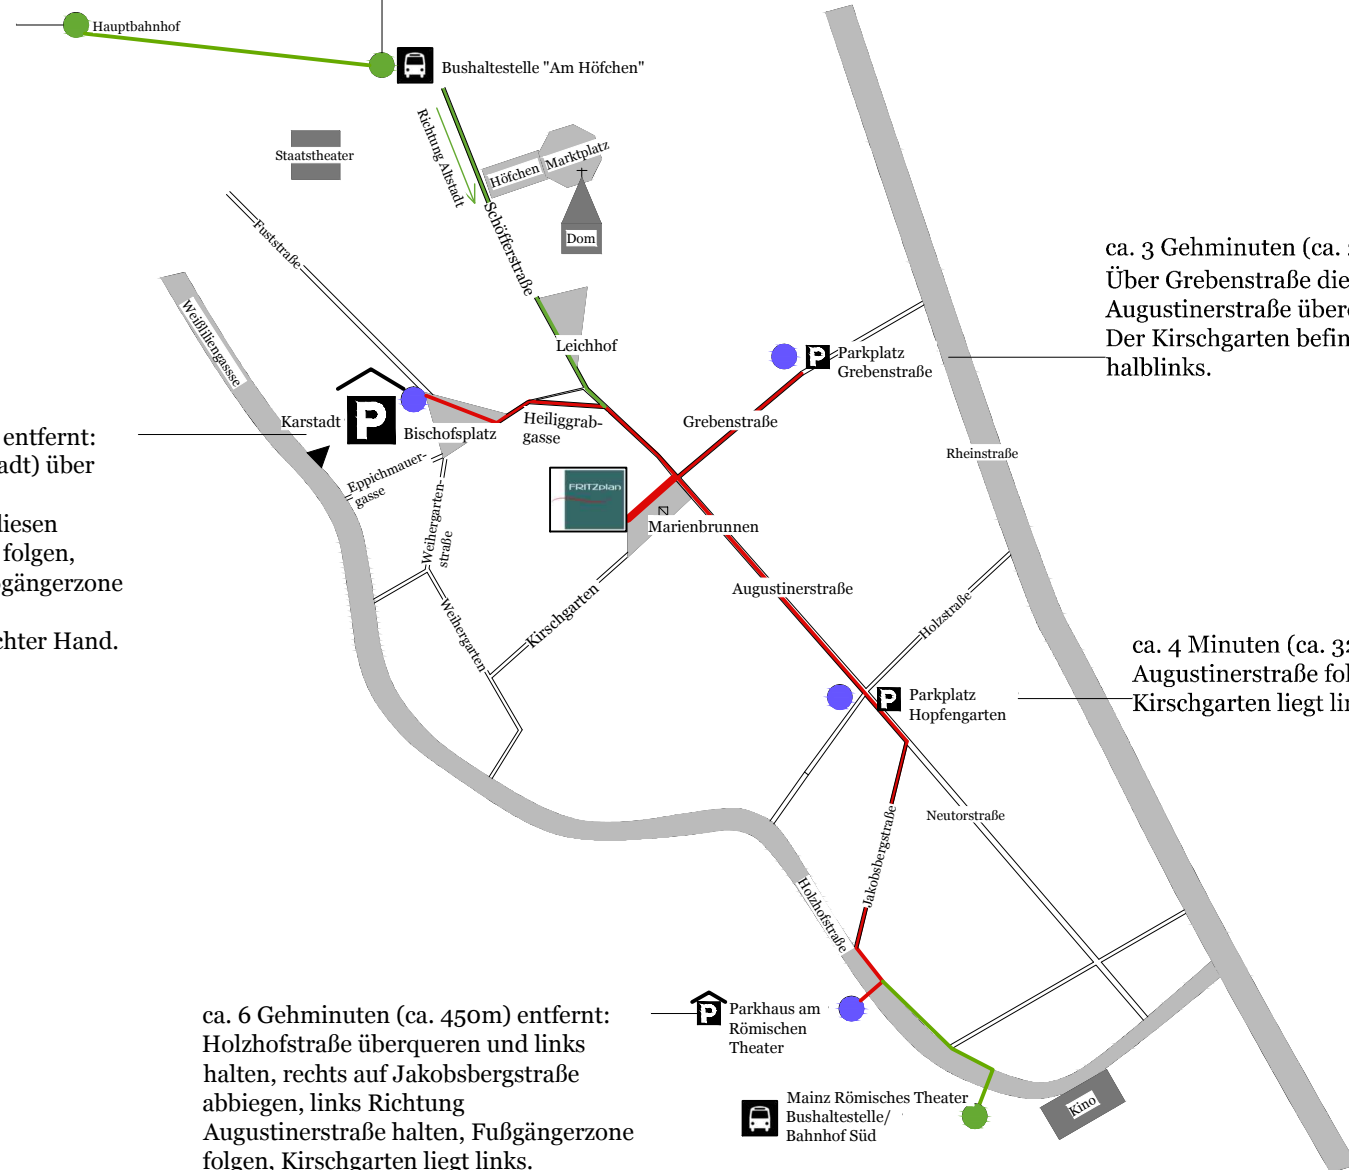 Hauptbahnhof
Bushaltestelle "Am Höfchen"
Richtung Altstadt
Staatstheater
Höfchen
Marktplatz
Dom
Schöfferstraße
Fuststraße
Weißliliengassse
Leichhof
ca. 3 Gehminuten (ca.
Über Grebenstraße die
Augustinerstraße über
Der Kirschgarten befin
halblinks.
Parkplatz
Grebenstraße
Grebenstraße
Karstadt
Bischofsplatz
Heiliggrab-
gasse
entfernt:
adt) über
diesen
folgen,
gängerzone
chter Hand.
Eppichmauer-
gasse
Weihergarten-
straße
FRITZplan
Marienbrunnen
Rheinstraße
Augustinerstraße
Kirschgarten
Weihergarten
Holzstraße
ca. 4 Minuten (ca. 32
Augustinerstraße fol
Kirschgarten liegt lin
Parkplatz
Hopfengarten
Neutorstraße
Jakobsbergstraße
Holzhofstraße
ca. 6 Gehminuten (ca. 450m) entfernt:
Holzhofstraße überqueren und links
halten, rechts auf Jakobsbergstraße
abbiegen, links Richtung
Augustinerstraße halten, Fußgängerzone
folgen, Kirschgarten liegt links.
Parkhaus am
Römischen
Theater
Mainz Römisches Theater
Bushaltestelle/
Bahnhof Süd
Kino